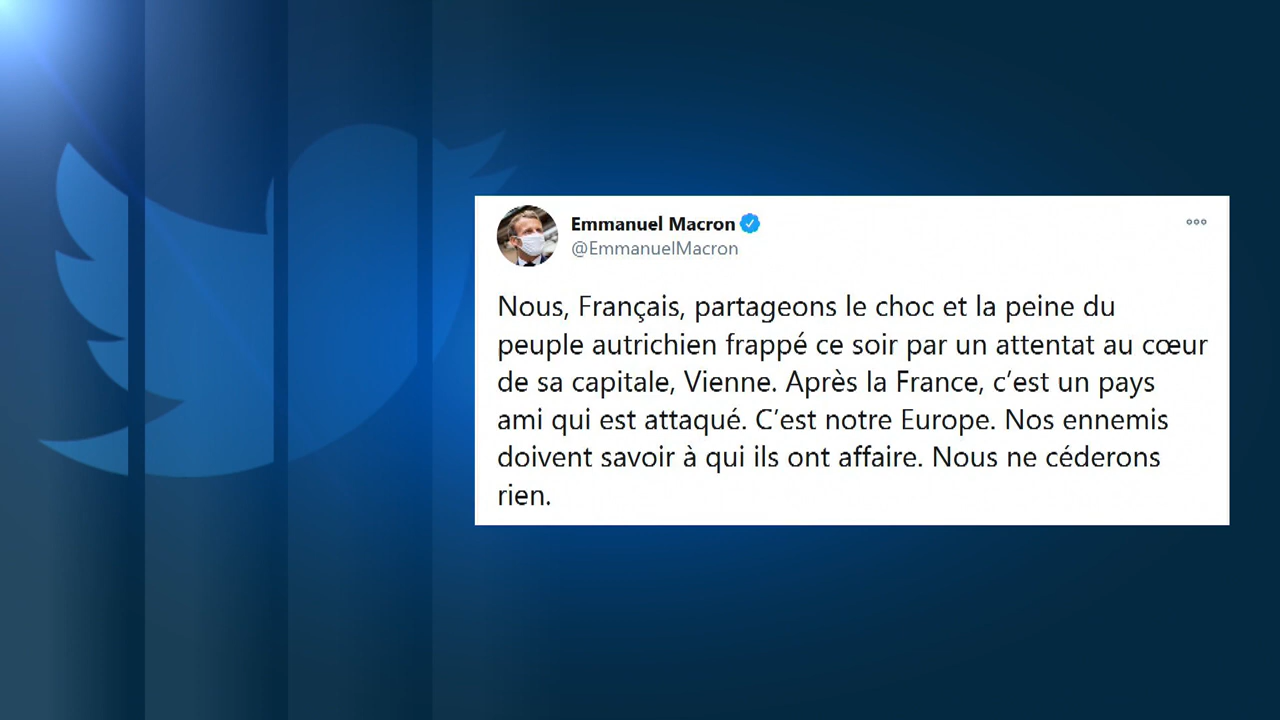 Emmanuel Macron
@EmmanuelMacron
Nous, Français, partageons le choc et la peine du
peuple autrichien frappé ce soir par un attentat au cœur
de sa capitale, Vienne. Après la France, c’est un pays
ami qui est attaqué. C’est notre Europe. Nos ennemis
doivent savoir à qui ils ont affaire. Nous ne céderons
rien.